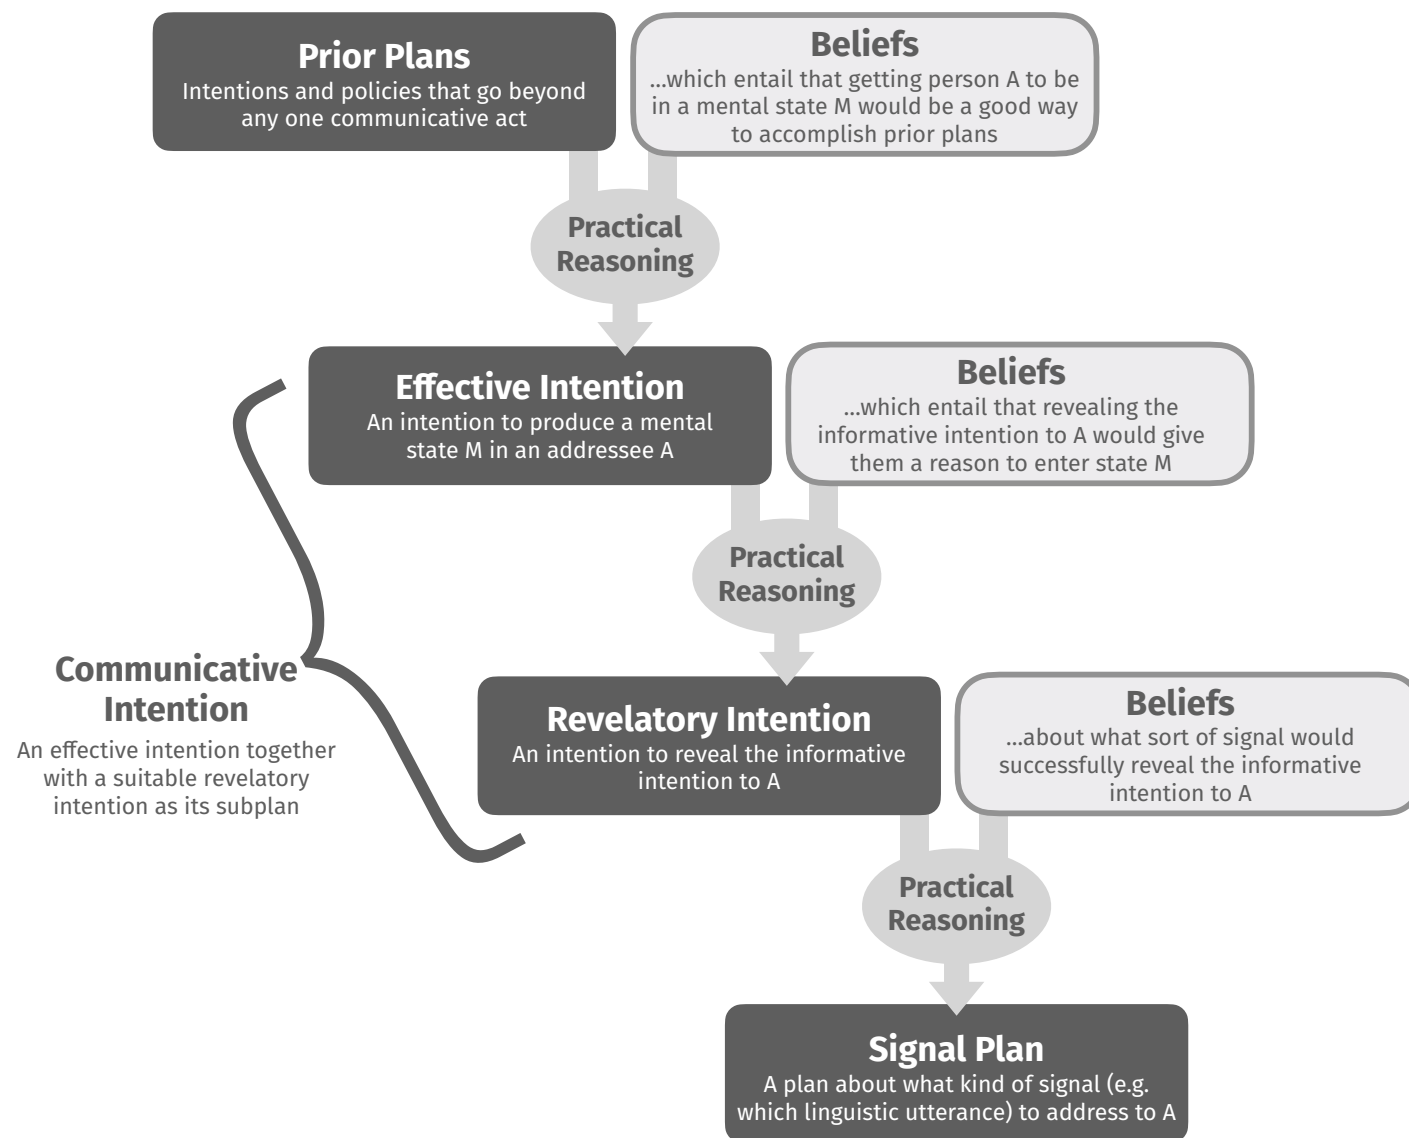 Prior Plans
Intentions and policies that go beyond
any one communicative act
Beliefs
...which entail that getting person A to be
in a mental state M would be a good way
to accomplish prior plans
Practical
Reasoning
Effective Intention
An intention to produce a mental
state M in an addressee A
Beliefs
...which entail that revealing the
informative intention to A would give
them a reason to enter state M
Practical
Reasoning
Communicative
Intention
An effective intention together
with a suitable revelatory
intention as its subplan
Revelatory Intention
An intention to reveal the informative
intention to A
Beliefs
...about what sort of signal would
successfully reveal the informative
intention to A
Practical
Reasoning
Signal Plan
A plan about what kind of signal (e.g.
which linguistic utterance) to address to A